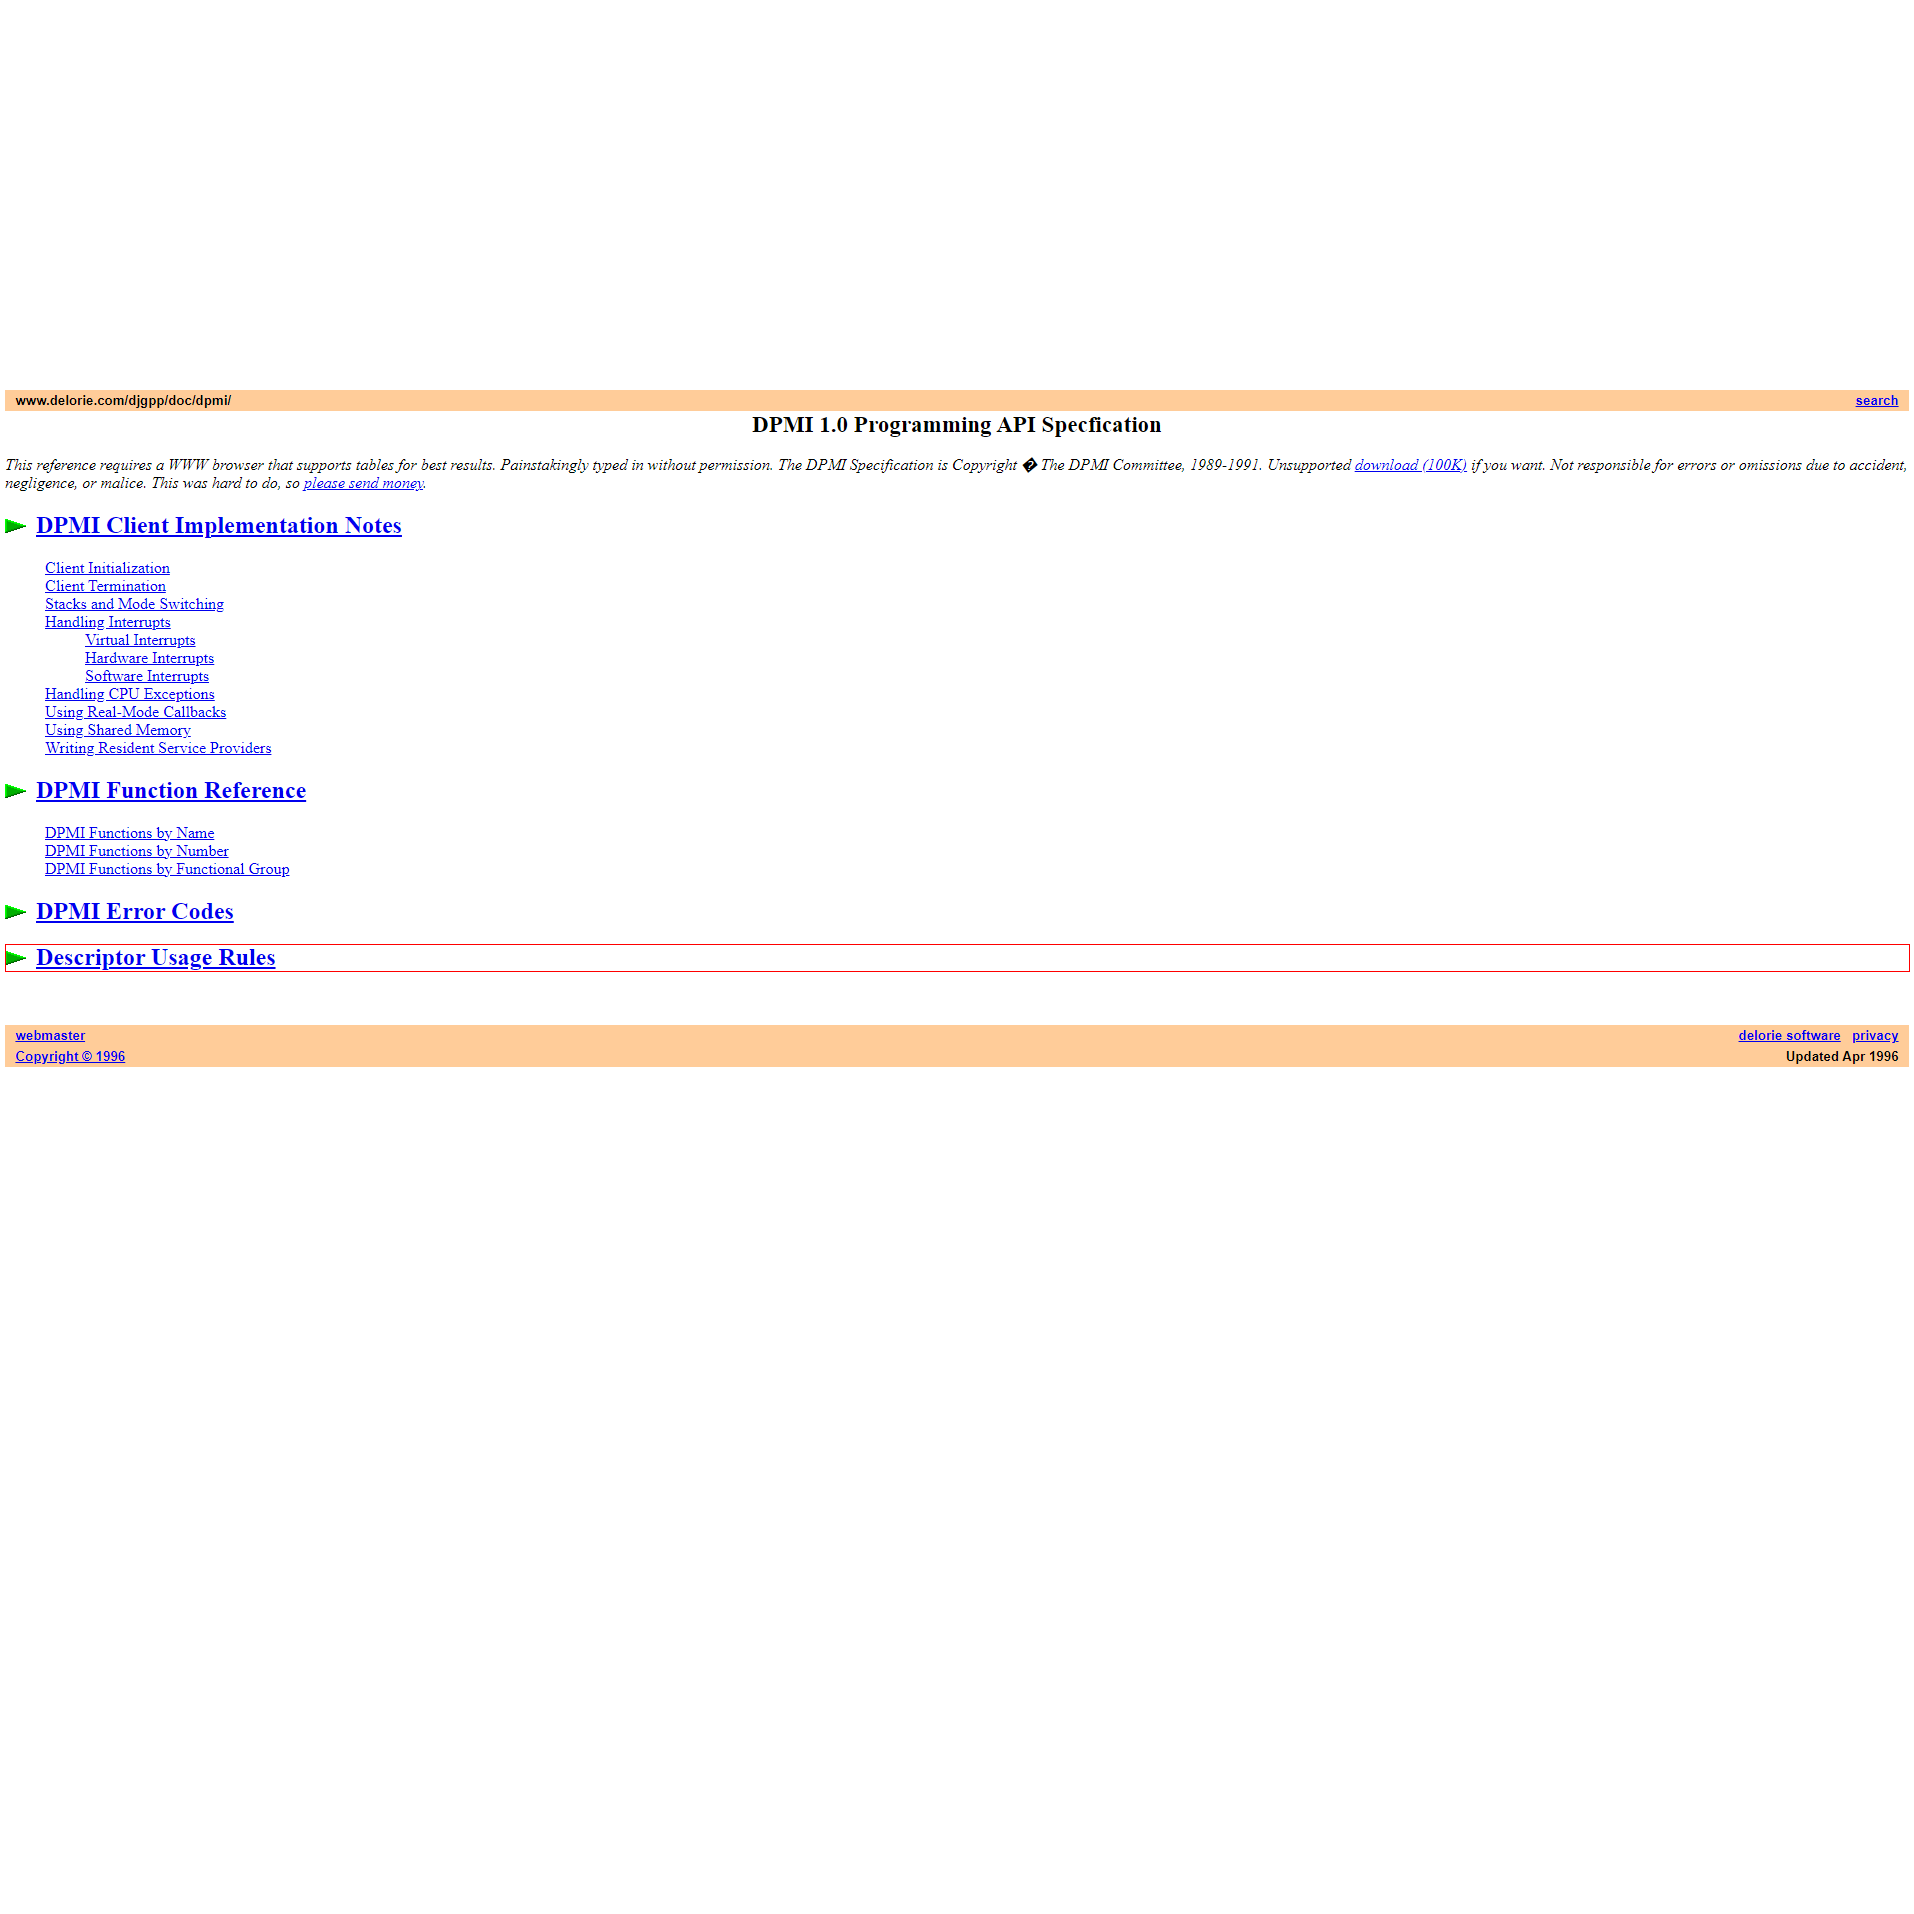 www.delorie.com/djgpp/doc/dpmi/ search
DPMI 1.0 Programming API Specfication
This reference requires a WWW browser that supports tables for best results. Painstakingly typed in without permission. The DPMI Specification is Copyright � The DPMI Committee, 1989-1991. Unsupported download (100K) if you want. Not responsible for errors or omissions due to accident,
negligence, or malice. This was hard to do, so please send money.
DPMI Client Implementation Notes
Client Initialization
Client Termination
Stacks and Mode Switching
Handling Interrupts
Virtual Interrupts
Hardware Interrupts
Software Interrupts
Handling CPU Exceptions
Using Real-Mode Callbacks
Using Shared Memory
Writing Resident Service Providers
DPMI Function Reference
DPMI Functions by Name
DPMI Functions by Number
DPMI Functions by Functional Group
DPMI Error Codes
Descriptor Usage Rules
webmaster delorie software privacy
Copyright © 1996 Updated Apr 1996